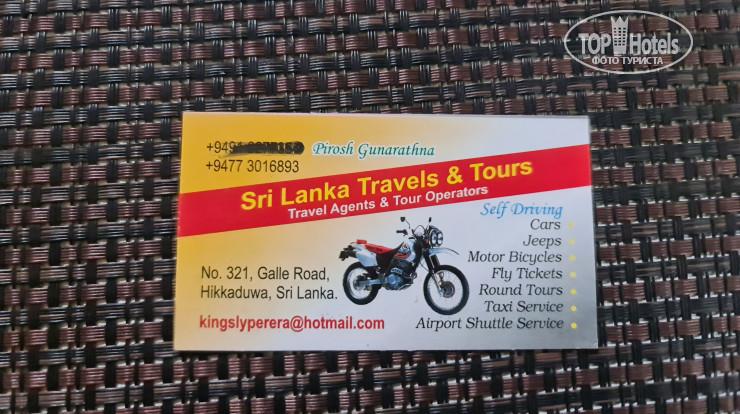 TOP Hotels
ФОТО ТУРИСТА
Pirosh Gunarathna
+9477 3016893
Sri Lanka Travels & Tours
Travel Agents & Tour Operators
Self Driving
Cars
Jeeps
Motor Bicycles
Fly Tickets
Round Tours
Taxi Service
Airport Shuttle Service
No. 321, Galle Road,
Hikkaduwa, Sri Lanka.
kingslyperera@hotmail.com